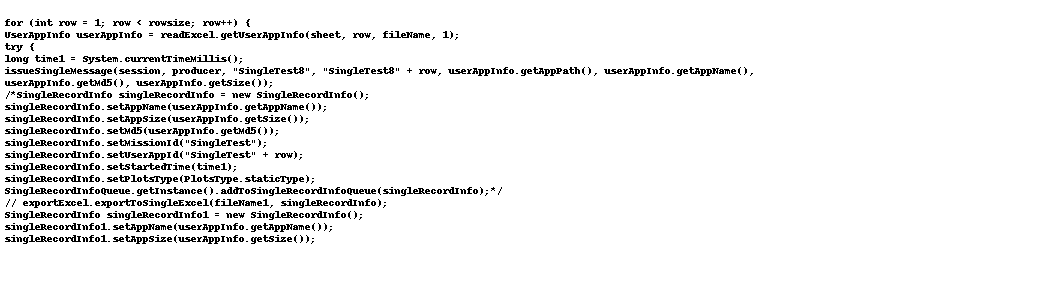 for (int row = 1; row < rowsize; row++) {
UserAppInfo userAppInfo = readExcel.getUserAppInfo(sheet, row, fileName, 1);
try {
long time1 = System.currentTimeMillis();
issueSingleMessage(session, producer, "SingleTest8", "SingleTest8" + row, userAppInfo.getAppPath(), userAppInfo.getAppName(),
userAppInfo.getMd5(), userAppInfo.getSize());
/*SingleRecordInfo singleRecordInfo = new SingleRecordInfo();
singleRecordInfo.setAppName(userAppInfo.getAppName());
singleRecordInfo.setAppSize(userAppInfo.getSize());
singleRecordInfo.setMd5(userAppInfo.getMd5());
singleRecordInfo.setMissionId("SingleTest");
singleRecordInfo.setUserAppId("SingleTest" + row);
singleRecordInfo.setStartedTime(time1);
singleRecordInfo.setPlotsType(PlotsType.staticType);
SingleRecordInfoQueue.getInstance().addToSingleRecordInfoQueue(singleRecordInfo);*/
// exportExcel.exportToSingleExcel(fileName1, singleRecordInfo);
SingleRecordInfo singleRecordInfo1 = new SingleRecordInfo();
singleRecordInfo1.setAppName(userAppInfo.getAppName());
singleRecordInfo1.setAppSize(userAppInfo.getSize());